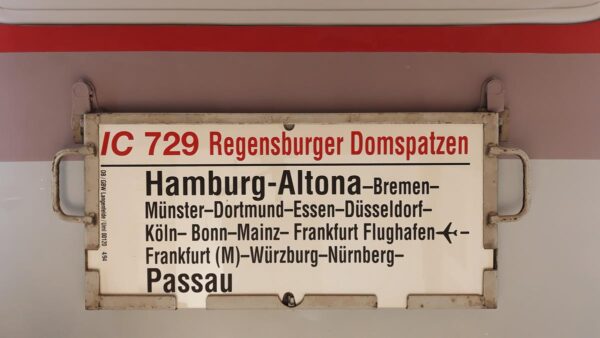 IC 729 Regensburger Domspatzen
Hamburg-Altona–Bremen–
Münster–Dortmund–Essen–Düsseldorf–
Köln– Bonn–Mainz– Frankfurt Flughafen –
Frankfurt (M)–Würzburg–Nürnberg–
Passau